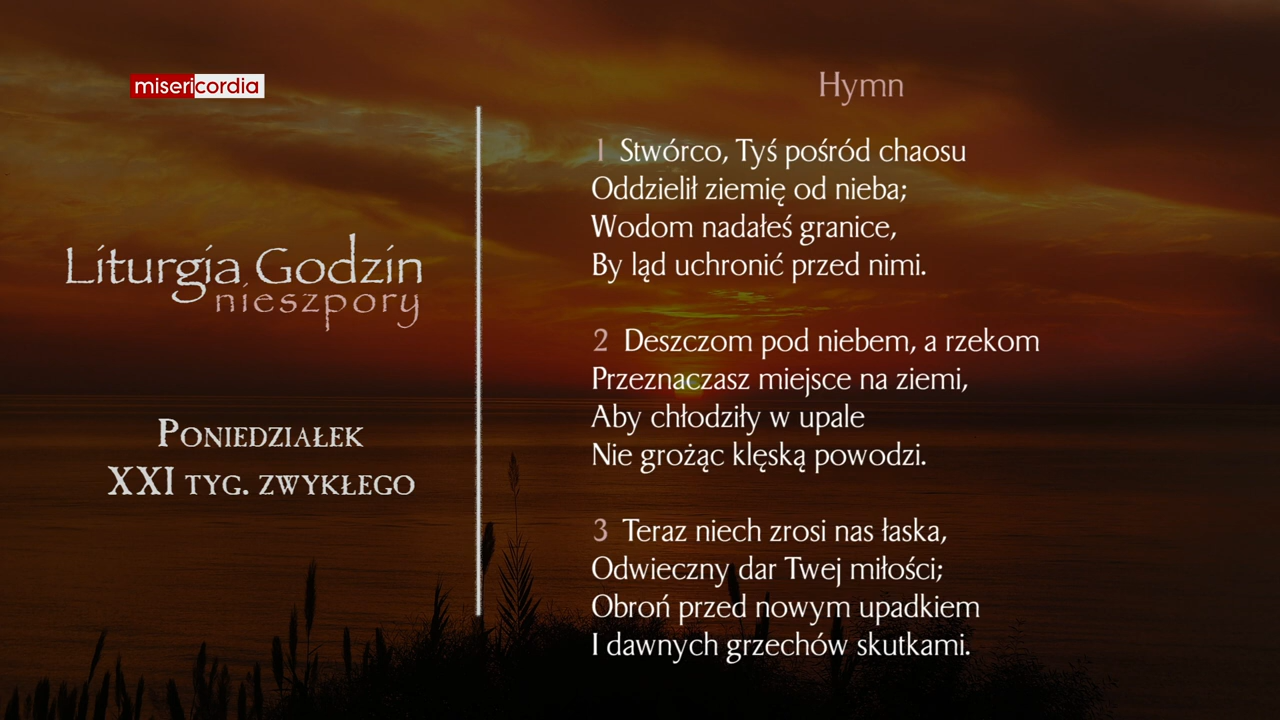 misericordia
Liturgia Godzin
nieszpory
Poniedziałek
XXI tyg. zwykłego
Hymn
1 Stwórco, Tyś pośród chaosu
Oddzielił ziemię od nieba;
Wodom nadałeś granice,
By ląd uchronić przed nimi.
2 Deszczom pod niebem, a rzekom
Przeznaczasz miejsce na ziemi,
Aby chłodziły w upale
Nie grożąc klęską powodzi.
3 Teraz niech zrosi nas łaska,
Odwieczny dar Twej miłości;
Obroń przed nowym upadkiem
I dawnych grzechów skutkami.